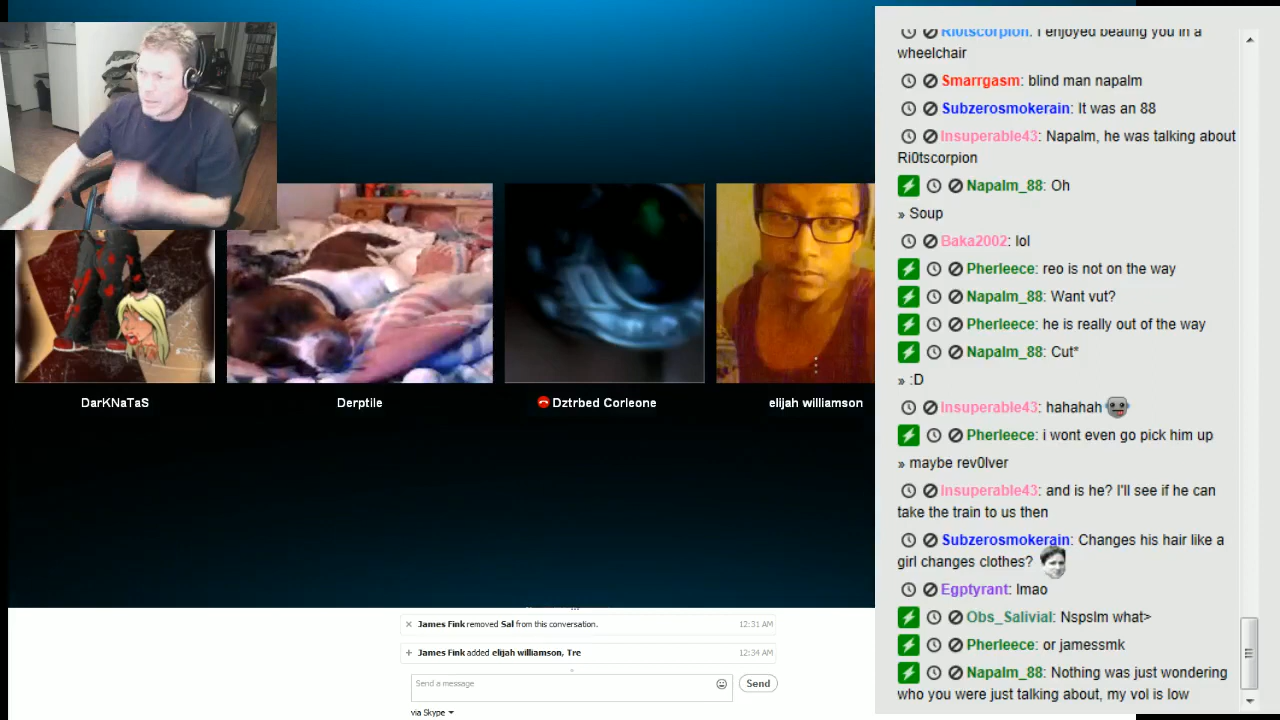 DarKNaTaS
Derptile
Dztrbed Corleone
elijah williamson
James Fink removed Sal from this conversation.
12:31 AM
James Fink added elijah williamson, Tre
12:34 AM
Send a message
Send
via Skype
Ri0tscorpion: I enjoyed beating you in a
wheelchair
Smarrgasm: blind man napalm
Subzerosmokerain: It was an 88
Insuperable43: Napalm, he was talking about
Ri0tscorpion
Napalm_88: Oh
» Soup
Baka2002: lol
Pherleece: reo is not on the way
Napalm_88: Want vut?
Pherleece: he is really out of the way
Napalm_88: Cut*
» :D
Insuperable43: hahahah
Pherleece: i wont even go pick him up
» maybe rev0lver
Insuperable43: and is he? I'll see if he can
take the train to us then
Subzerosmokerain: Changes his hair like a
girl changes clothes?
Egptyrant: lmao
Obs_Salivial: Nspslm what>
Pherleece: or jamessmk
Napalm_88: Nothing was just wondering
who you were just talking about, my vol is low